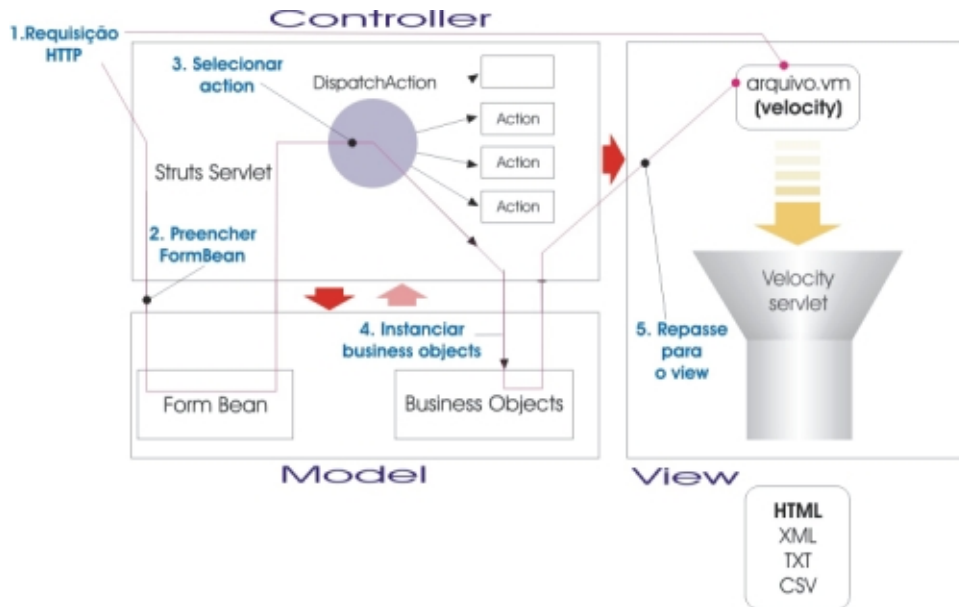 Controller
1.Requisição
HTTP
3. Selecionar
action
DispatchAction
Action
Action
Action
Struts Servlet
2. Preencher
FormBean
arquivo.vm
(velocity)
Velocity
servlet
4. Instanciar
business objects
5. Repasse
para
o view
Form Bean
Business Objects
Model
View
HTML
XML
TXT
CSV